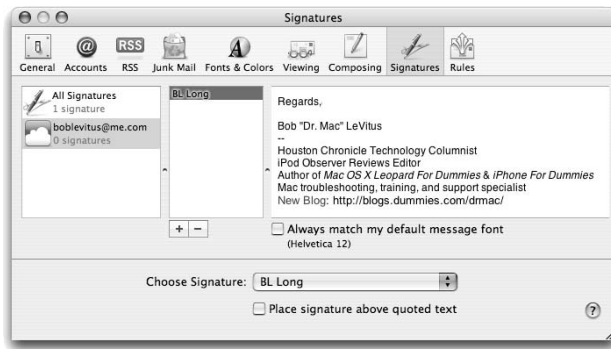 Signatures
General Accounts RSS Junk Mail Fonts & Colors Viewing Composing Signatures Rules
RSS
All Signatures
1 signature
boblevitus@me.com
0 signatures
BL Long
Regards,
Bob "Dr. Mac" LeVitus
--
Houston Chronicle Technology Columnist
iPod Observer Reviews Editor
Author of Mac OS X Leopard For Dummies & iPhone For Dummies
Mac troubleshooting, training, and support specialist
New Blog: http://blogs.dummies.com/drmac/
+ −
Always match my default message font
(Helvetica 12)
Choose Signature: BL Long
Place signature above quoted text
?